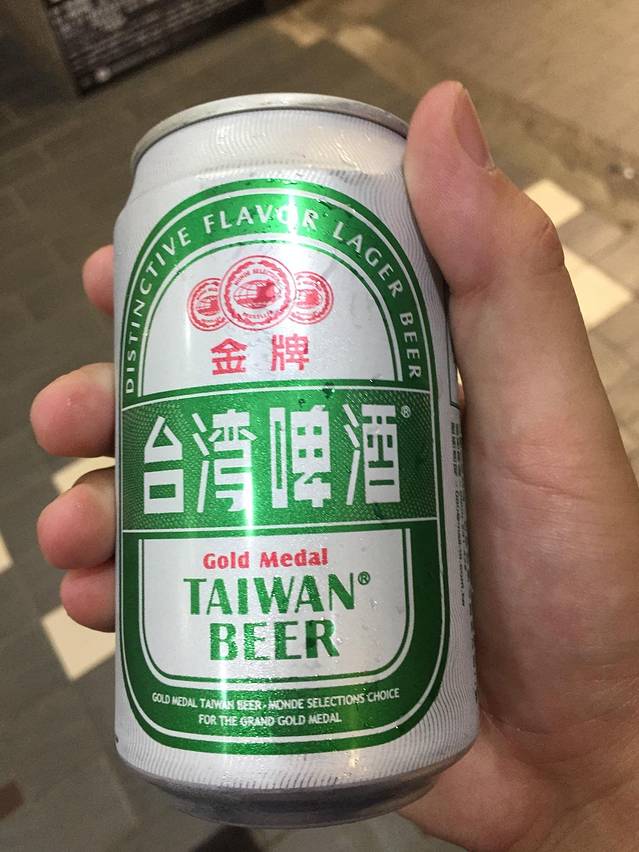 DISTINCTIVE FLAVOR LAGER BEER
金牌
台湾啤酒®
Gold Medal
TAIWAN®
BEER
GOLD MEDAL TAIWAN BEER-MONDE SELECTIONS CHOICE
FOR THE GRAND GOLD MEDAL